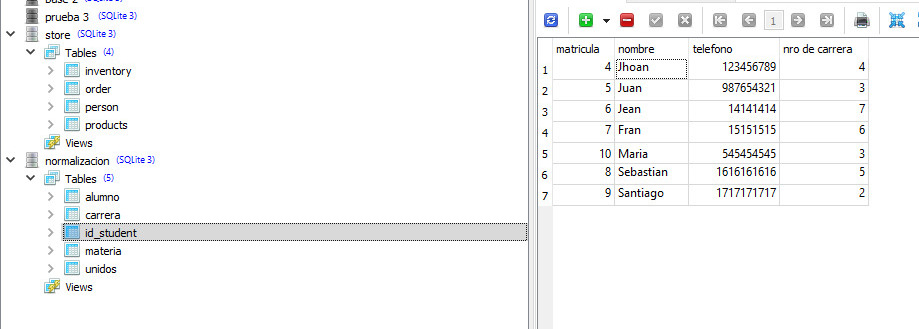 base 2 (SQLite 3)
prueba 3 (SQLite 3)
store (SQLite 3)
Tables (4)
inventory
order
person
products
Views
normalizacion (SQLite 3)
Tables (5)
alumno
carrera
id_student
materia
unidos
Views
1
matricula nombre telefono nro de carrera
1 4 Jhoan 123456789 4
2 5 Juan 987654321 3
3 6 Jean 14141414 7
4 7 Fran 15151515 6
5 10 Maria 545454545 3
6 8 Sebastian 1616161616 5
7 9 Santiago 1717171717 2